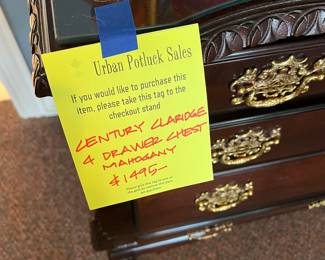 Urban Potluck Sales
If you would like to purchase this
item, please take this tag to the
checkout stand
CENTURY CLARIDGE
4 DRAWER CHEST
MAHOGANY
$1495-